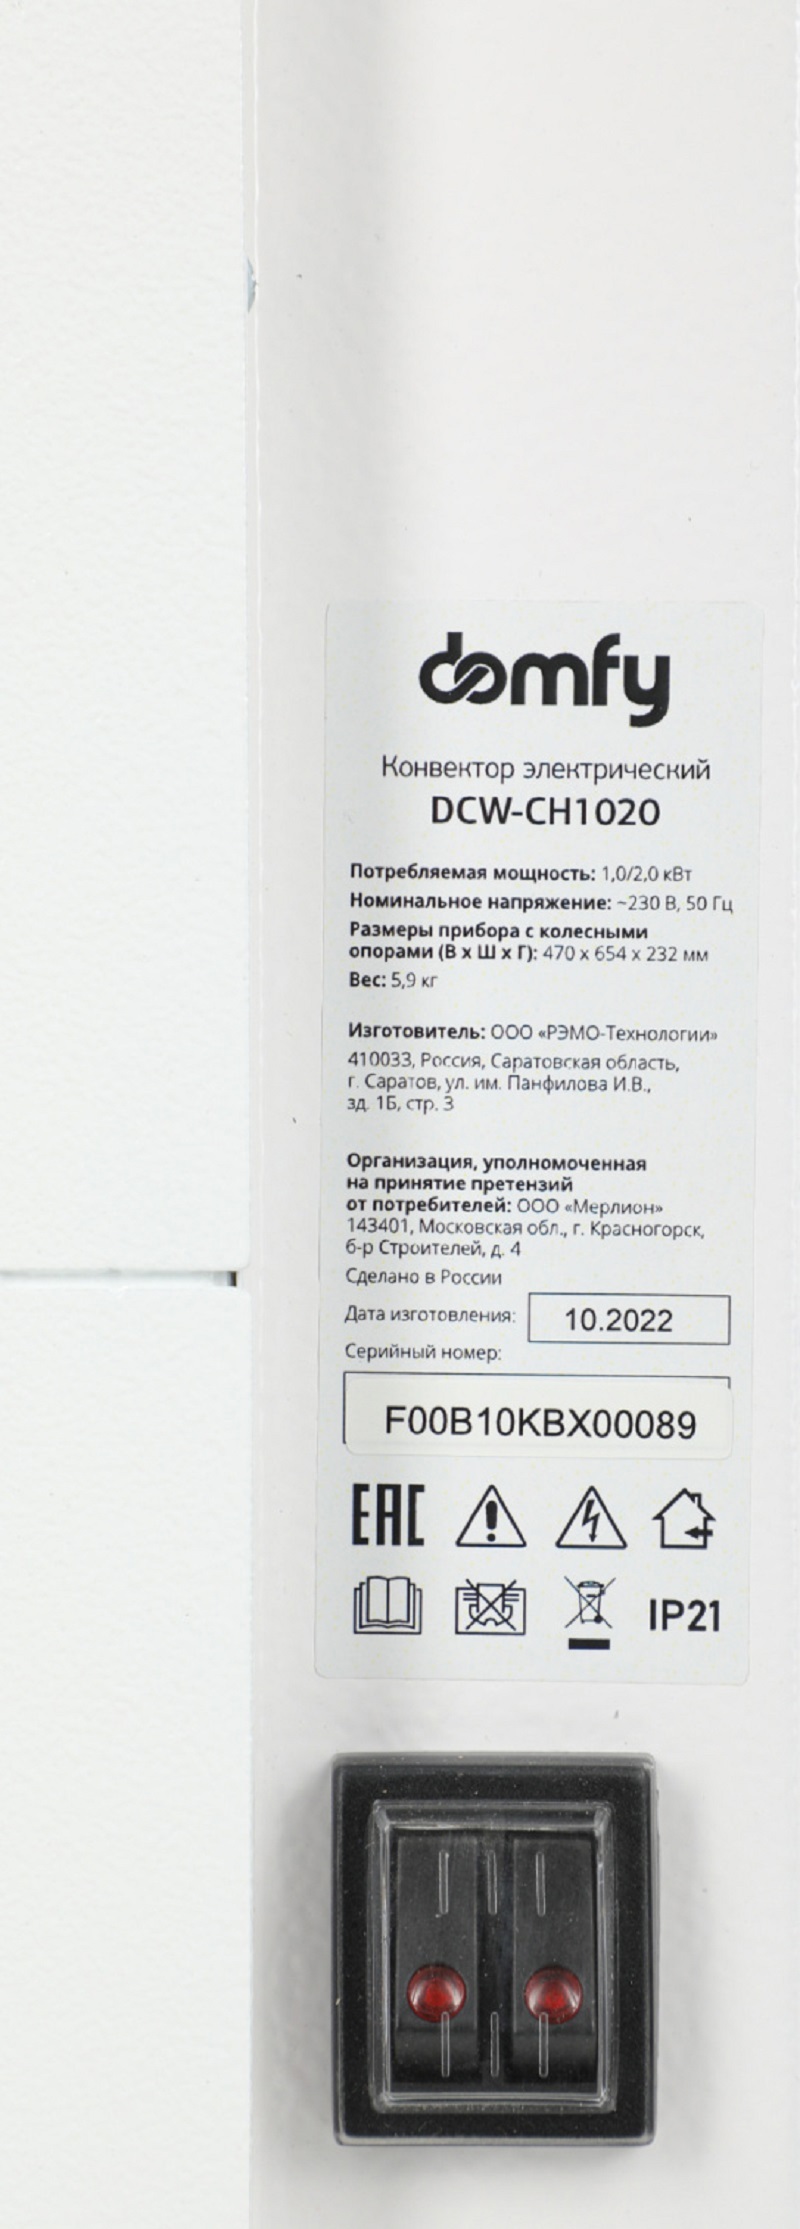 domfy
Конвектор электрический
DCW-CH1020
Потребляемая мощность: 1,0/2,0 кВт
Номинальное напряжение: ~230 В, 50 Гц
Размеры прибора с колесными
опорами (В х Ш х Г): 470 х 654 х 232 мм
Вес: 5,9 кг
Изготовитель: ООО «РЭМО-Технологии»
410033, Россия, Саратовская область,
г. Саратов, ул. им. Панфилова И.В.,
зд. 1Б, стр. 3
Организация, уполномоченная
на принятие претензий
от потребителей: ООО «Мерлион»
143401, Московская обл., г. Красногорск,
б-р Строителей, д. 4
Сделано в России
Дата изготовления: 10.2022
Серийный номер:
F00B10KBX00089
ЕАС
IP21